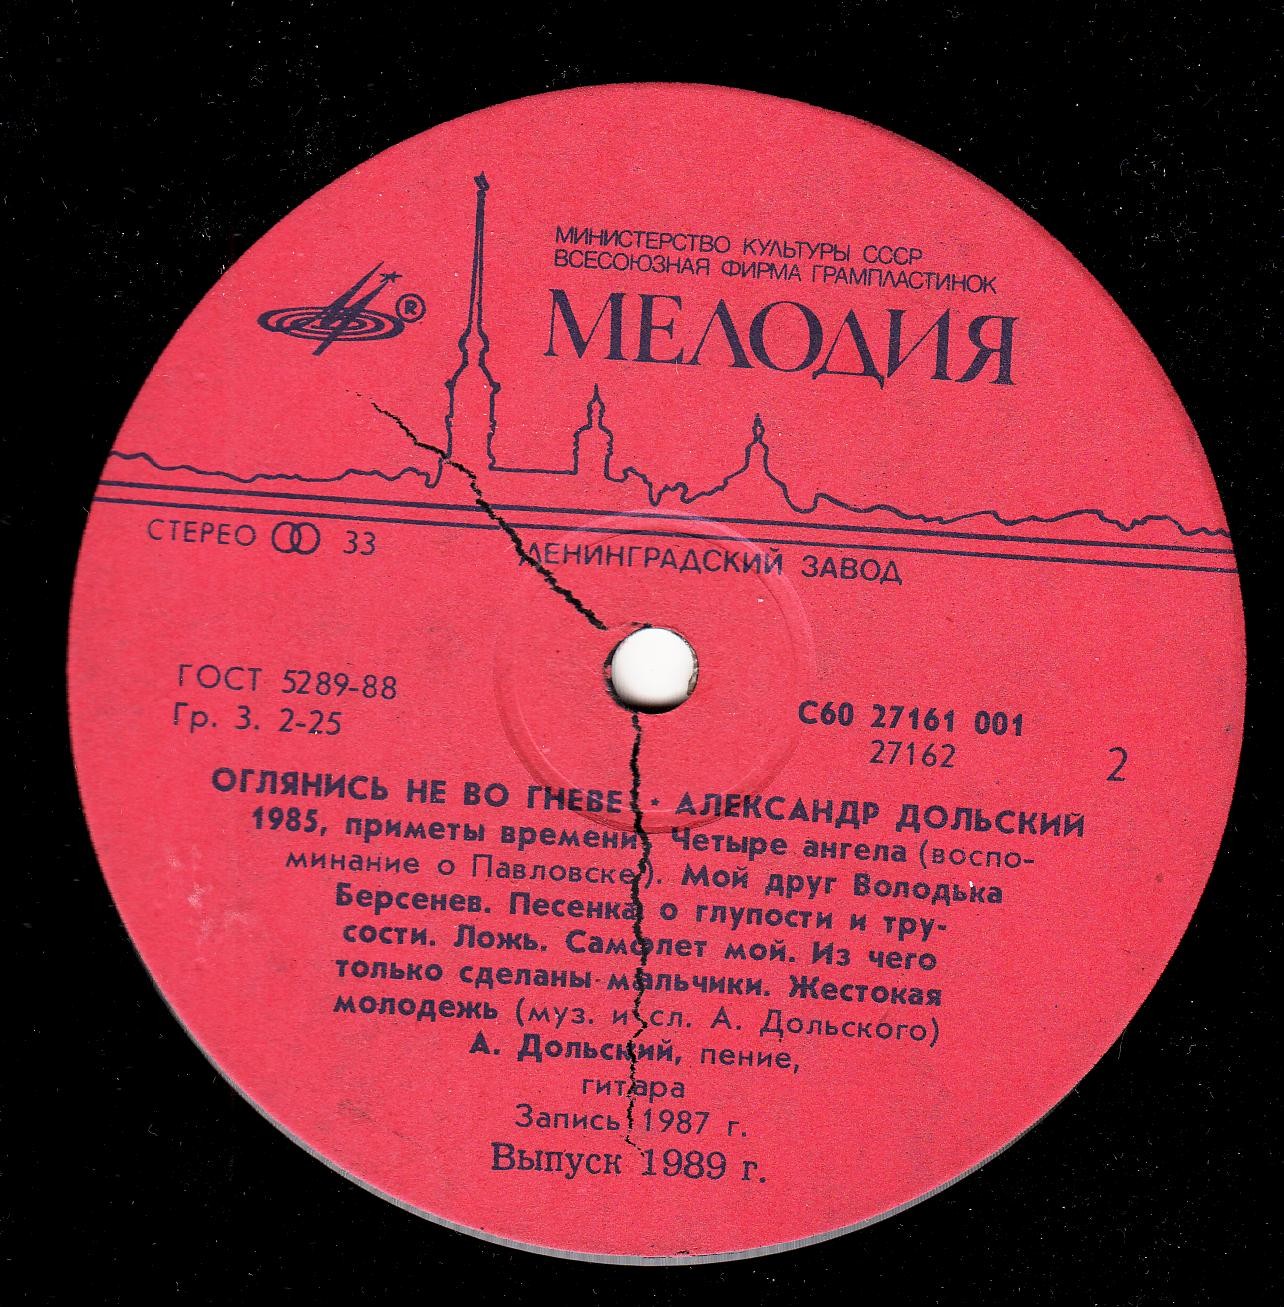 МИНИСТЕРСТВО КУЛЬТУРЫ СССР
ВСЕСОЮЗНАЯ ФИРМА ГРАМПЛАСТИНОК
МЕЛОДИЯ
®
СТЕРЕО 33
ЛЕНИНГРАДСКИЙ ЗАВОД
ГОСТ 5289-88
Гр. 3. 2-25
С60 27161 001
27162
2
ОГЛЯНИСЬ НЕ ВО ГНЕВЕ · АЛЕКСАНДР ДОЛЬСКИЙ
1985, приметы времени. Четыре ангела (воспо-
минание о Павловске). Мой друг Володька
Берсенев. Песенка о глупости и тру-
сости. Ложь. Самолет мой. Из чего
только сделаны мальчики. Жестокая
молодежь (муз. и сл. А. Дольского)
А. Дольский, пение,
гитара
Запись 1987 г.
Выпуск 1989 г.